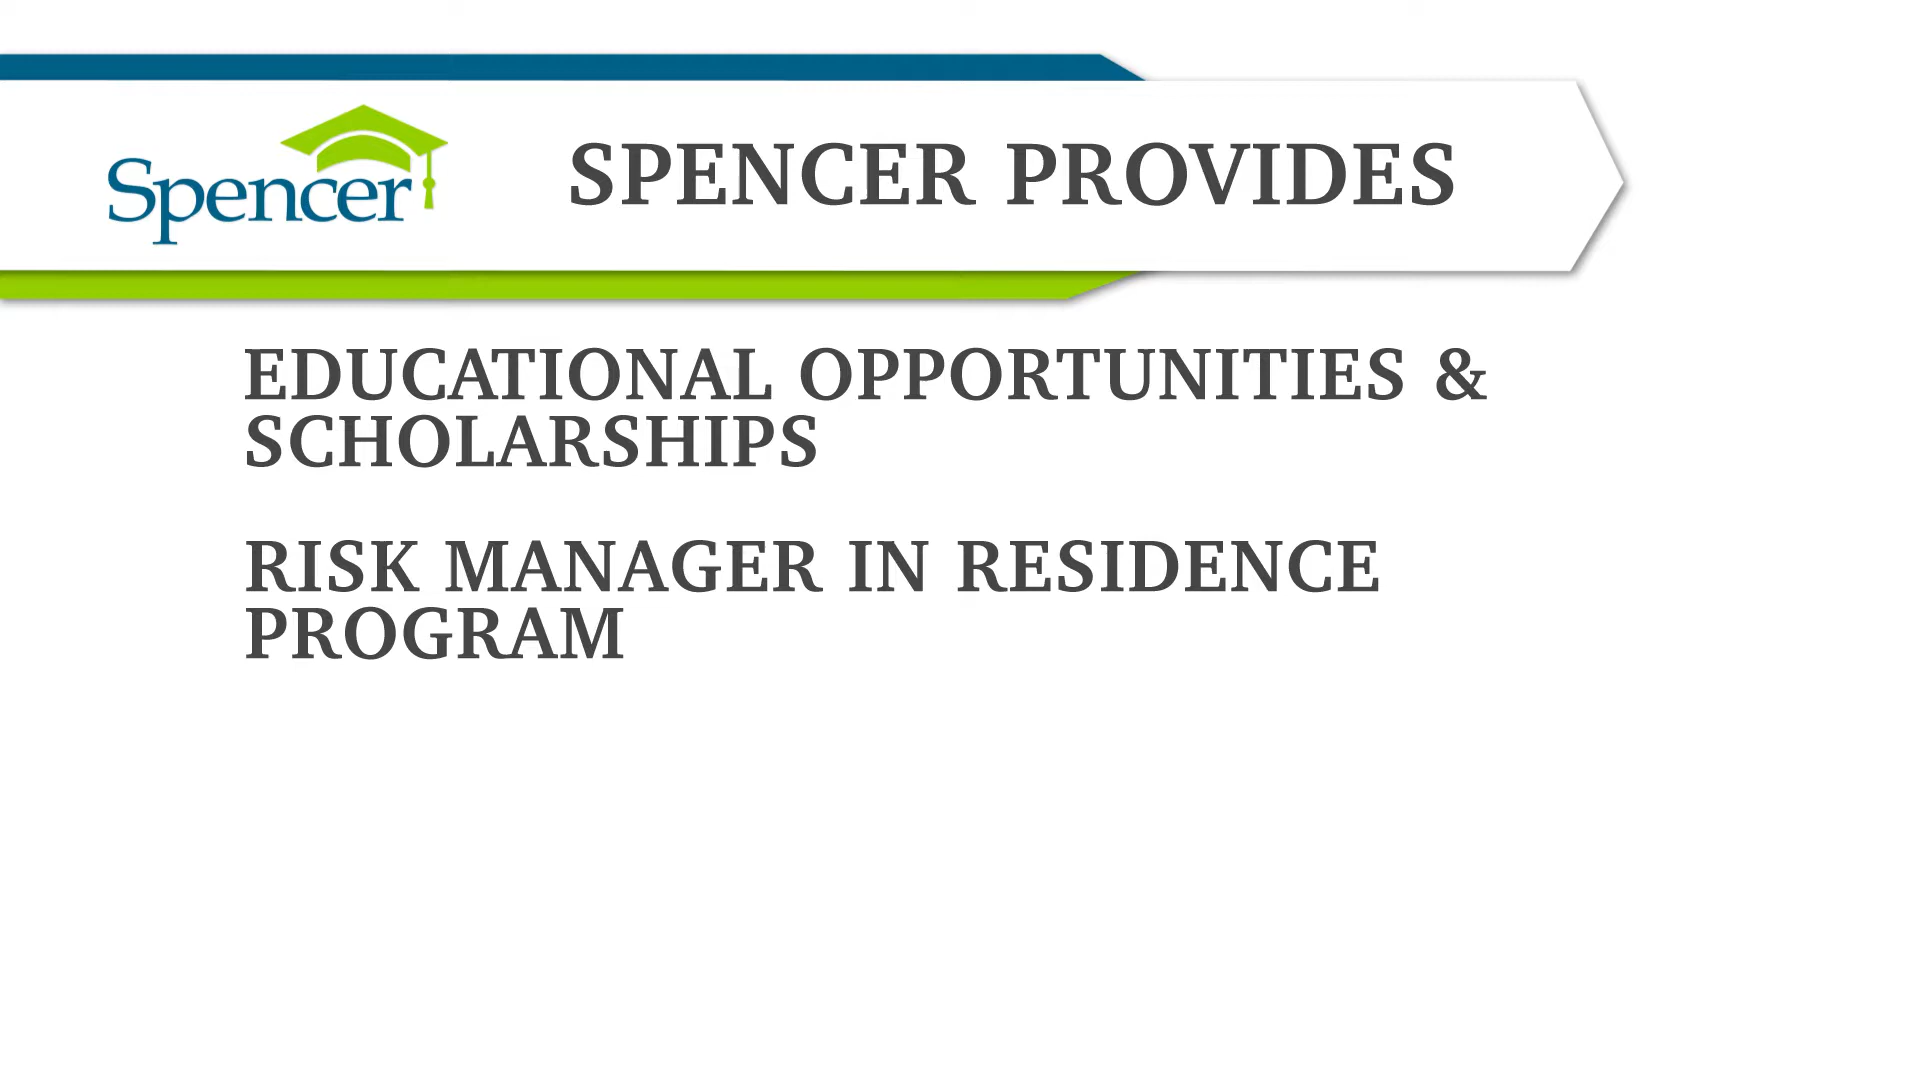 Spencer
SPENCER PROVIDES
EDUCATIONAL OPPORTUNITIES &
SCHOLARSHIPS
RISK MANAGER IN RESIDENCE
PROGRAM